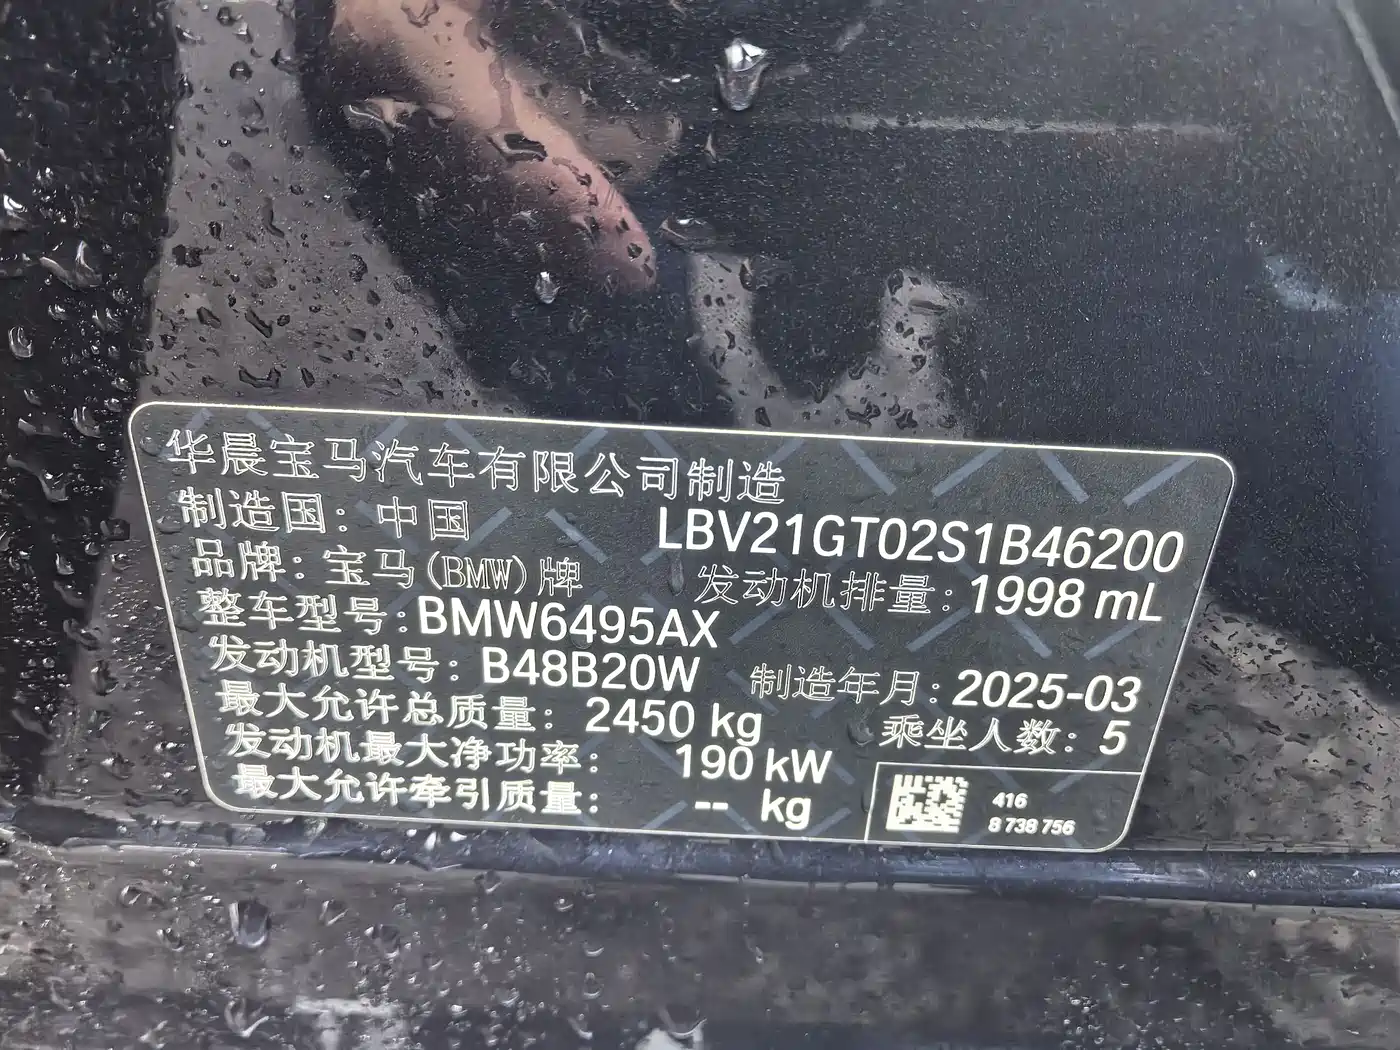 华晨宝马汽车有限公司制造
制造国：中国
LBV21GT02S1B46200
品牌：宝马(BMW)牌
发动机排量：1998 mL
整车型号：BMW6495AX
发动机型号：B48B20W
制造年月：2025-03
最大允许总质量：2450 kg
乘坐人数：5
发动机最大净功率：190 kW
最大允许牵引质量：-- kg
416
8 738 756